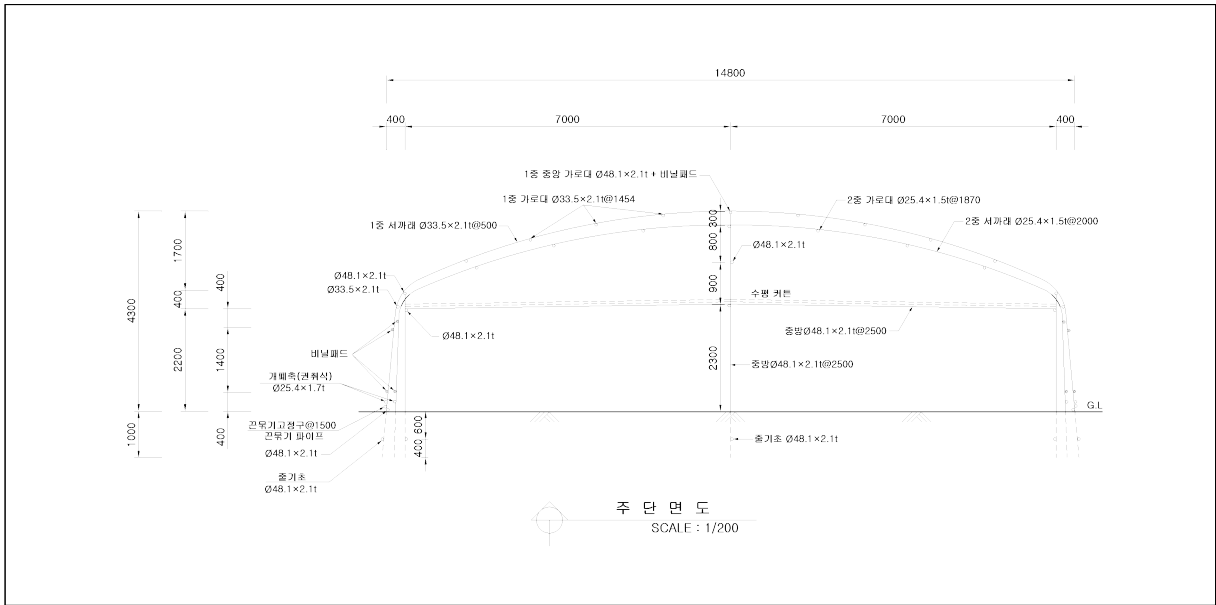 14800
400
7000
7000
400
1중 중앙 가로대 Ø48.1×2.1t + 비닐패드
1중 가로대 Ø33.5×2.1t@1454
2중 가로대 Ø25.4×1.5t@1870
1중 서까래 Ø33.5×2.1t@500
2중 서까래 Ø25.4×1.5t@2000
300
800
900
2300
Ø48.1×2.1t
Ø48.1×2.1t
Ø33.5×2.1t
수평 커튼
Ø48.1×2.1t
중방Ø48.1×2.1t@2500
중방Ø48.1×2.1t@2500
4300
1000
1700
400
2200
400
1400
400
비닐패드
개폐축(권취식)
Ø25.4×1.7t
G.L
끈묶기고정구@1500
끈묶기 파이프
Ø48.1×2.1t
줄기초
Ø48.1×2.1t
600
400
줄기초 Ø48.1×2.1t
주 단 면 도
SCALE : 1/200